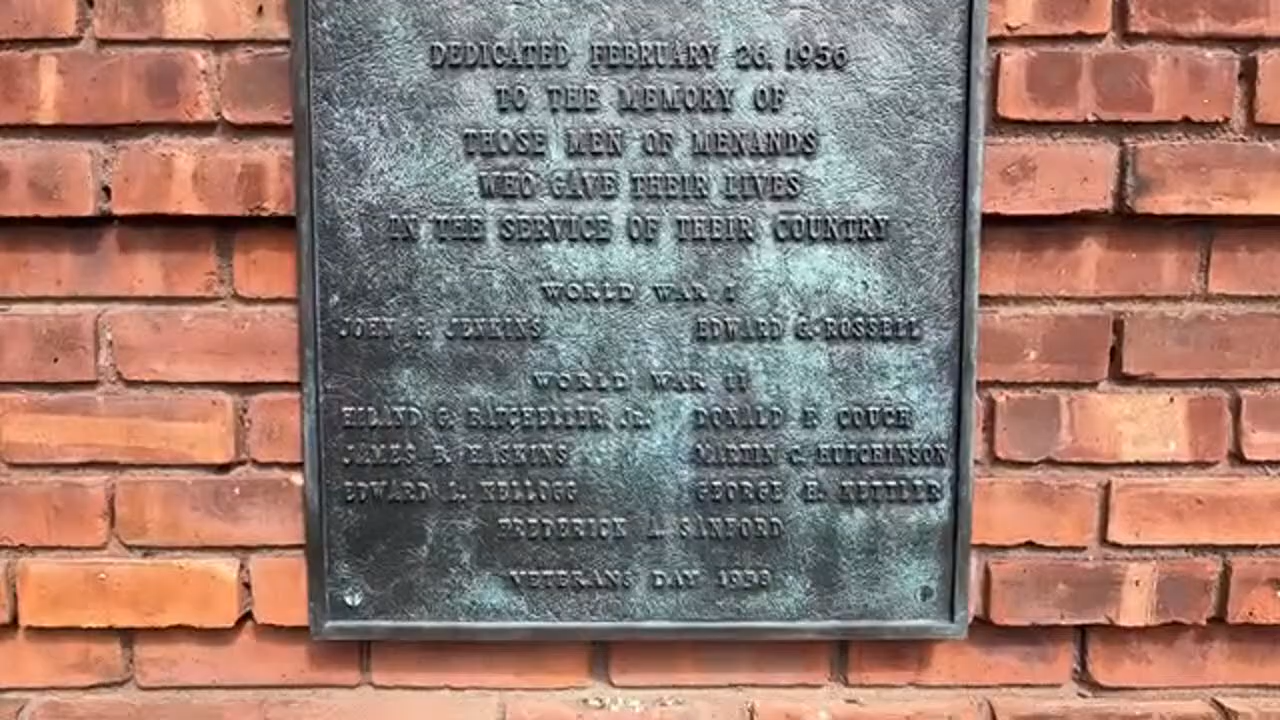 DEDICATED FEBRUARY 26, 1956
TO THE MEMORY OF
THOSE MEN OF MENANDS
WHO GAVE THEIR LIVES
IN THE SERVICE OF THEIR COUNTRY
WORLD WAR I
JOHN G. JENKINS EDWARD G. ROSSELL
WORLD WAR II
HILAND G. BATCHELLER, JR. DONALD COUCH
JAMES B. HASKINS MARTIN C. HUTCHINSON
EDWARD L. KELLOGG GEORGE H. NETTLER
FREDERICK A. SANFORD
VETERANS DAY